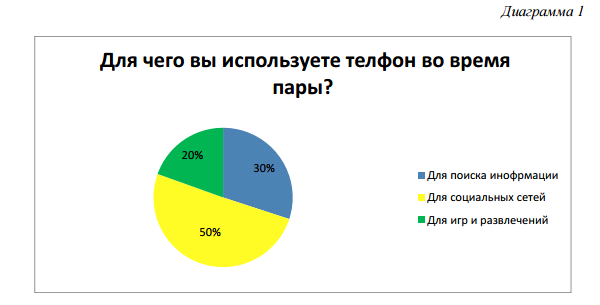 Диаграмма 1
Для чего вы используете телфон во время
пары?
20%
30%
50%
Для поиска инофрмации
Для социальных сетей
Для игр и развлечений